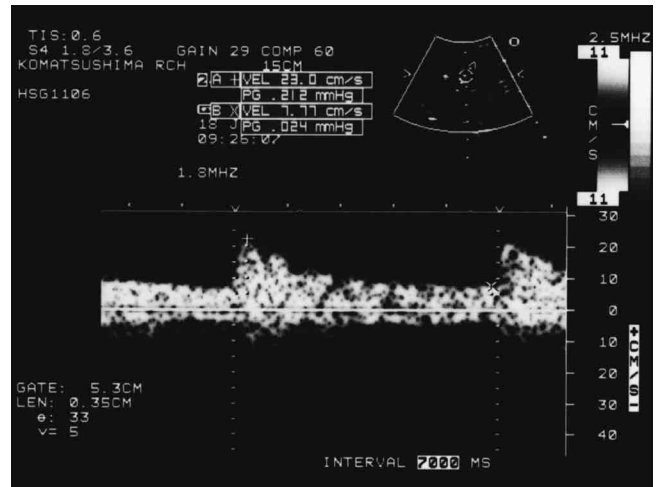 TIS:0.6
S4 1.8/3.6 GAIN 29 COMP 60
KOMATSUSHIMA RCH 15CM
2.5MHZ
11
2 A + VEL 23.0 cm/s
PG .212 mmHg
HSG1106
B X VEL 7.77 cm/s
18 J PG .024 mmHg
09:26:07
CM/S
1.8MHZ
11
30
20
10
0
10
20
30
40
+CM/S-
GATE: 5.3CM
LEN: 0.35CM
θ: 33
v= 5
INTERVAL 7000 MS